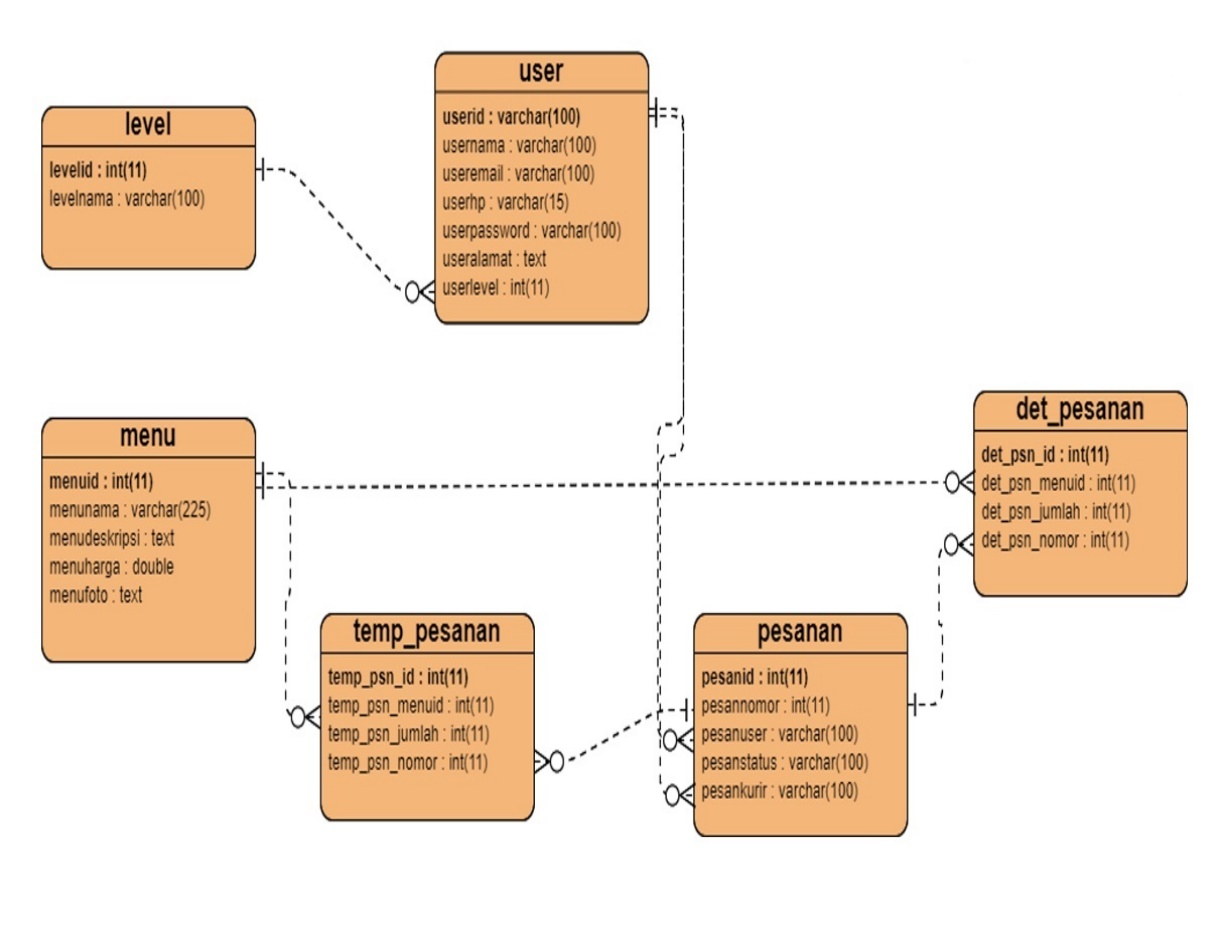 user
userid : varchar(100)
usernama : varchar(100)
useremail : varchar(100)
userhp : varchar(15)
userpassword : varchar(100)
useralamat : text
userlevel : int(11)
level
levelid : int(11)
levelnama : varchar(100)
menu
menuid : int(11)
menunama : varchar(225)
menudeskripsi : text
menuharga : double
menufoto : text
det_pesanan
det_psn_id : int(11)
det_psn_menuid : int(11)
det_psn_jumlah : int(11)
det_psn_nomor : int(11)
temp_pesanan
temp_psn_id : int(11)
temp_psn_menuid : int(11)
temp_psn_jumlah : int(11)
temp_psn_nomor : int(11)
pesanan
pesanid : int(11)
pesannomor : int(11)
pesanuser : varchar(100)
pesanstatus : varchar(100)
pesankurir : varchar(100)